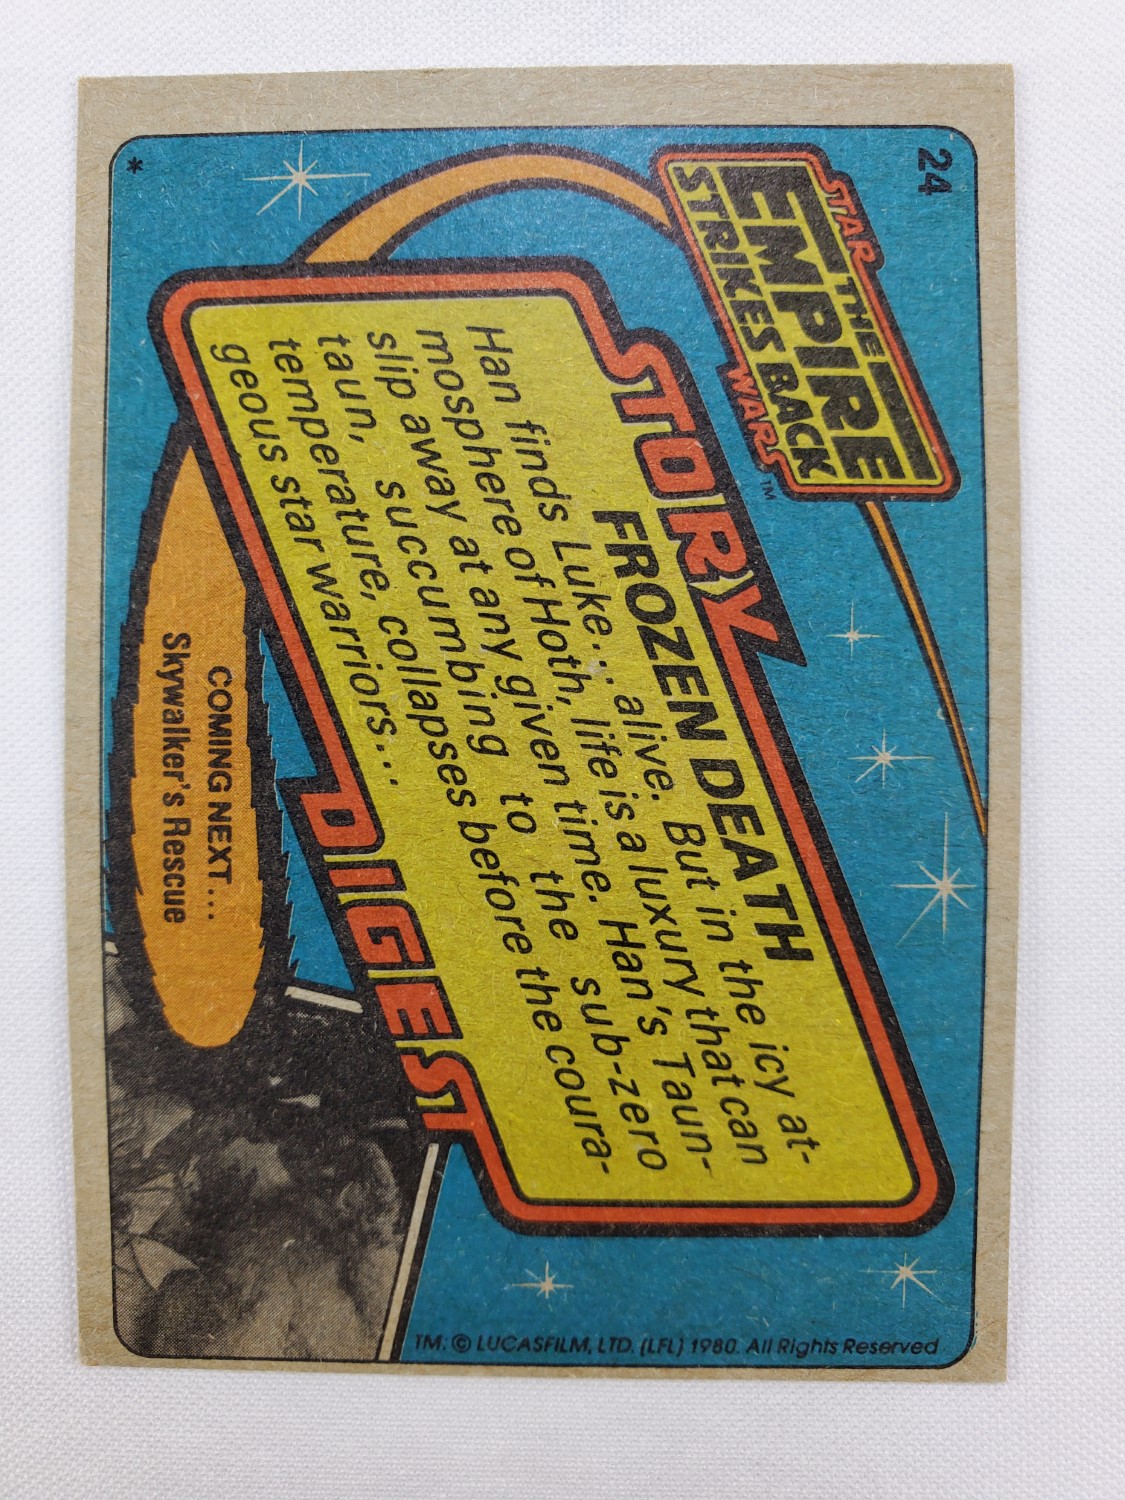 24
STAR
THE
EMPIRE
STRIKES BACK
WARS™
STORY
FROZEN DEATH
Han finds Luke... alive. But in the icy at-
mosphere of Hoth, life is a luxury that can
slip away at any given time. Han's Taun-
taun, succumbing to the sub-zero
temperature, collapses before the coura-
geous star warriors...
DIGEST
COMING NEXT...
Skywalker's Rescue
*
TM: © LUCASFILM, LTD. (LFL) 1980. All Rights Reserved